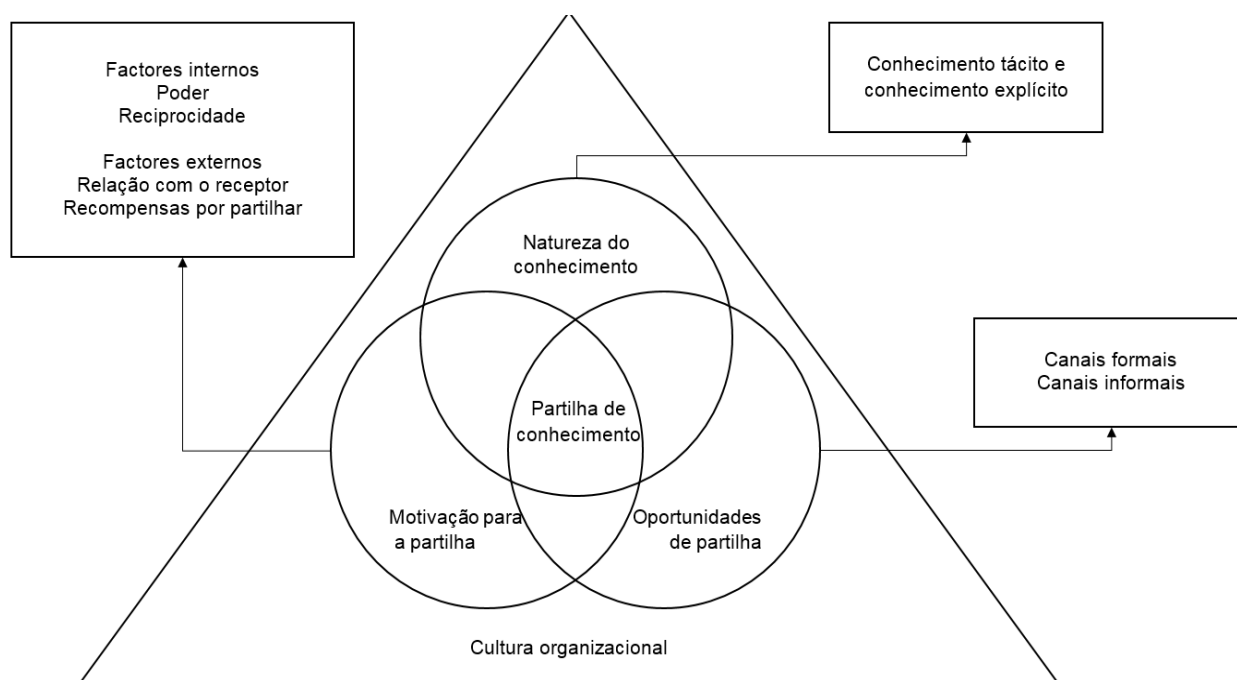 Factores internos
Poder
Reciprocidade
Factores externos
Relação com o receptor
Recompensas por partilhar
Conhecimento tácito e
conhecimento explícito
Natureza do
conhecimento
Canais formais
Canais informais
Partilha de
conhecimento
Motivação para
a partilha
Oportunidades
de partilha
Cultura organizacional